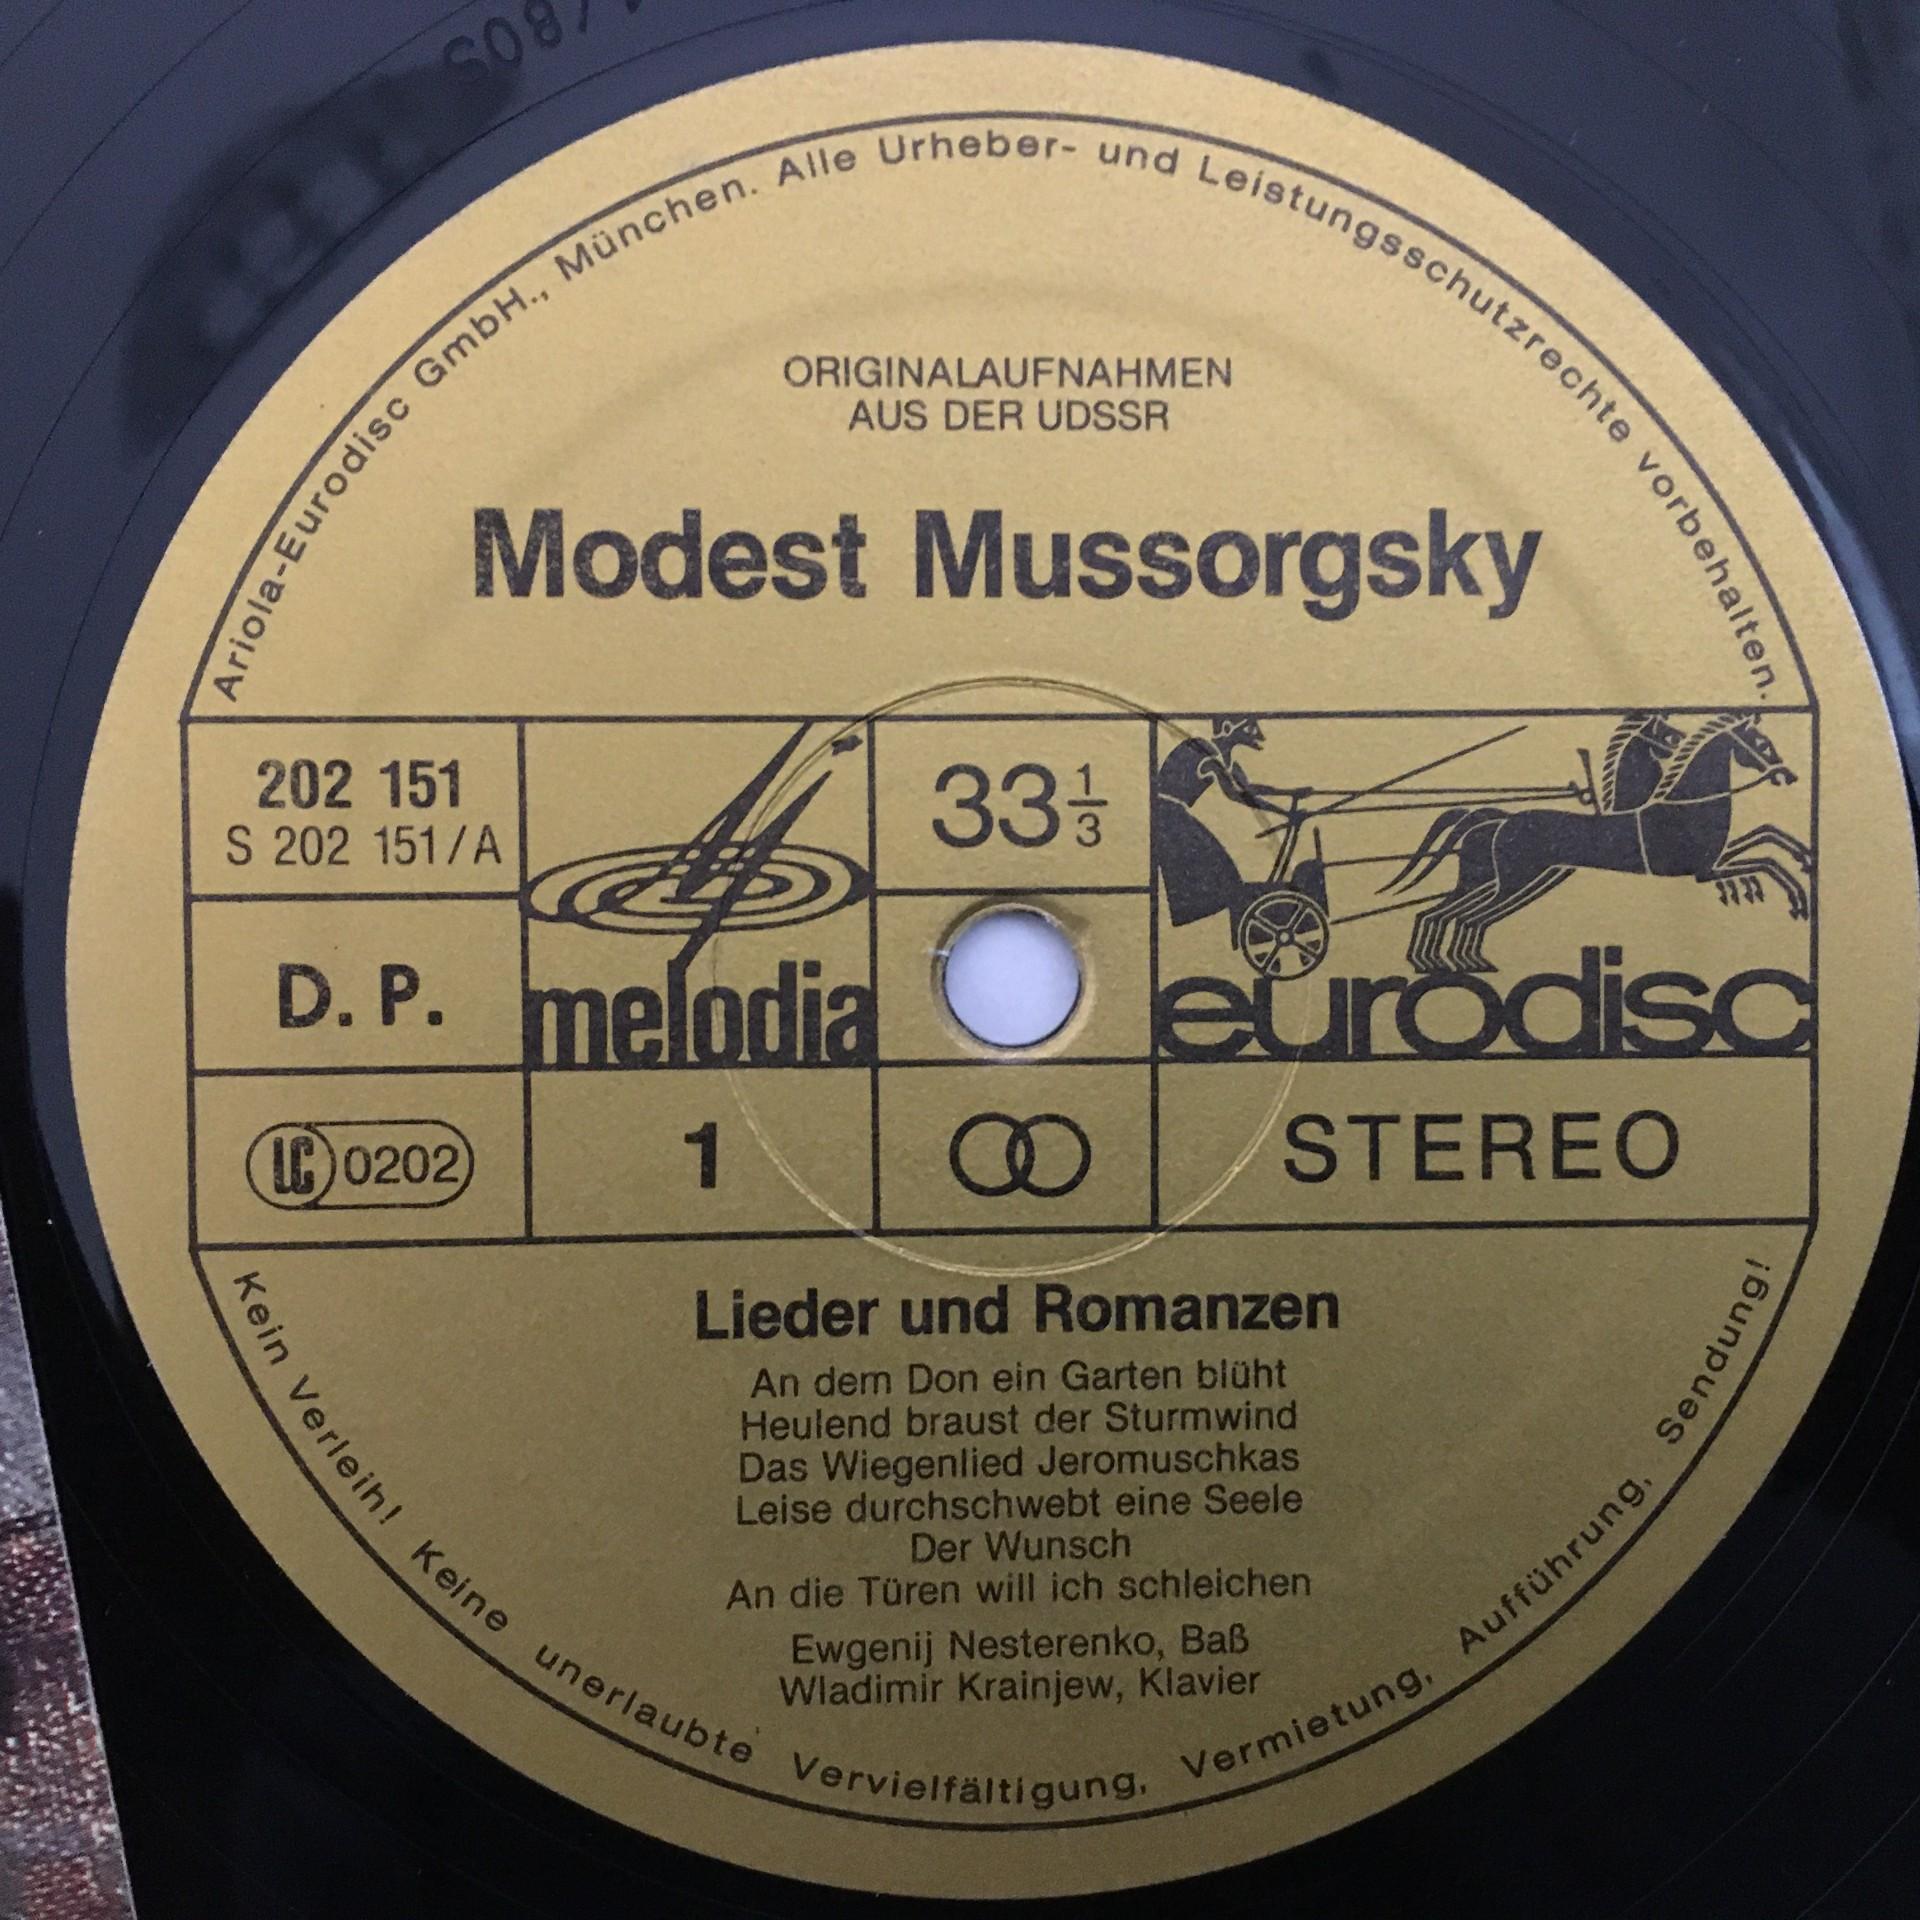 Ariola-Eurodisc GmbH., München. Alle Urheber- und Leistungsschutzrechte vorbehalten.
ORIGINALAUFNAHMEN
AUS DER UDSSR
Modest Mussorgsky
202 151
S 202 151/A
D. P.
LC 0202
melodia
1
33 1/3
eurodisc
STEREO
Lieder und Romanzen
An dem Don ein Garten blüht
Heulend braust der Sturmwind
Das Wiegenlied Jeromuschkas
Leise durchschwebt eine Seele
Der Wunsch
An die Türen will ich schleichen
Ewgenij Nesterenko, Baß
Wladimir Krainjew, Klavier
Kein Verleih! Keine unerlaubte Vervielfältigung, Vermietung, Aufführung, Sendung!